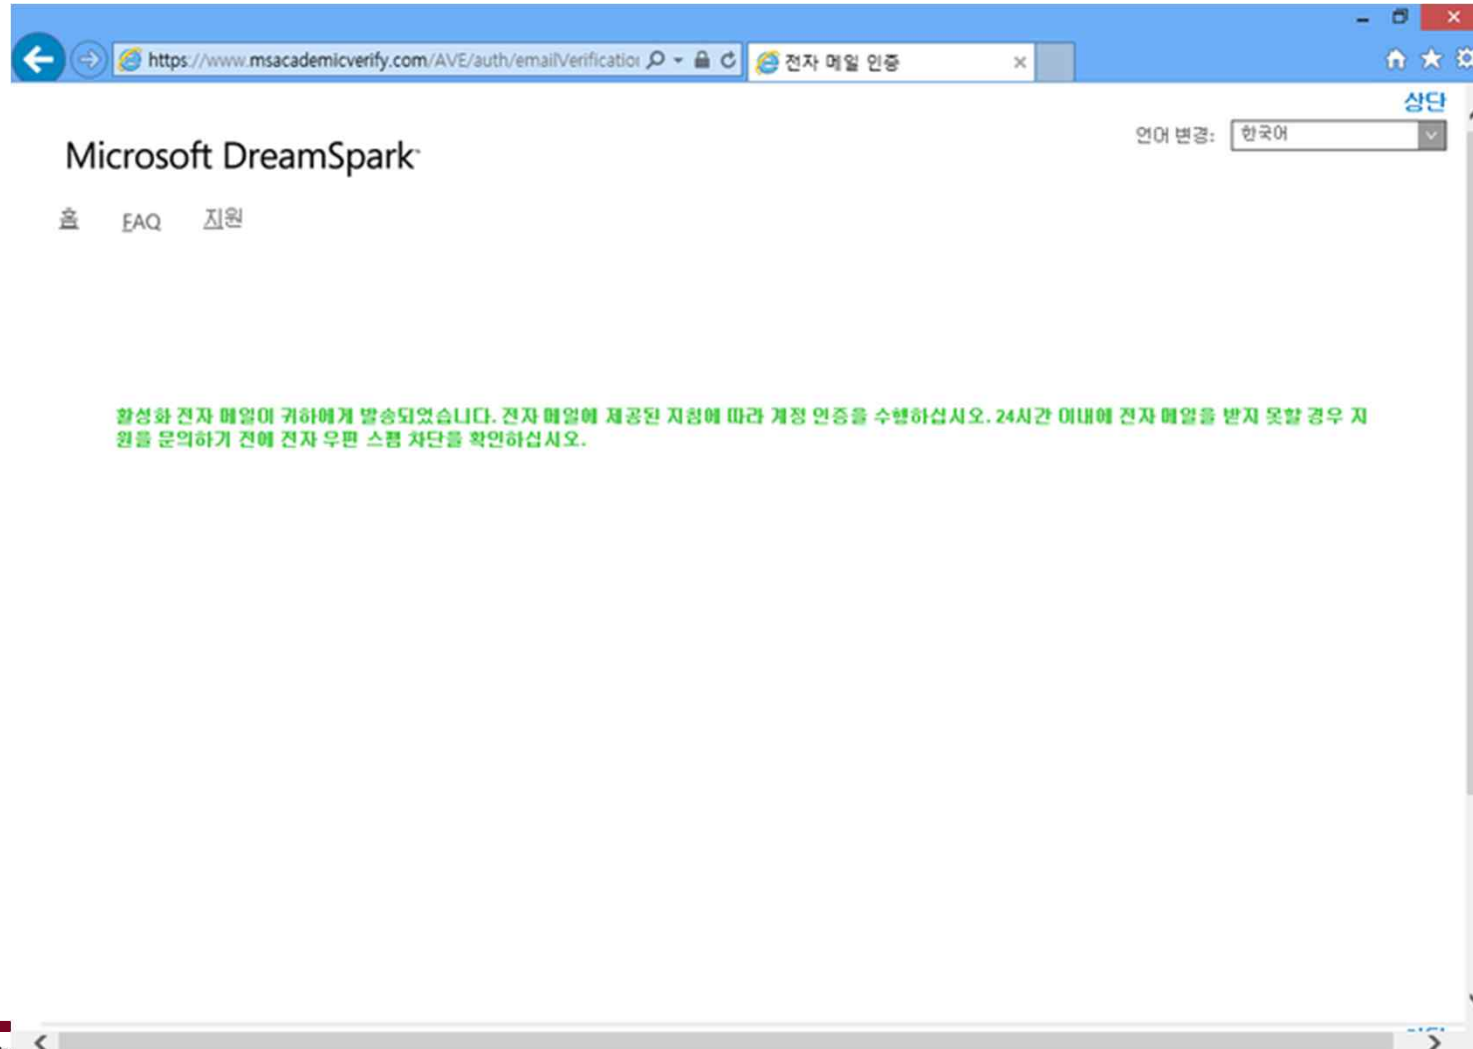 https://www.msacademicverify.com/AVE/auth/emailVerification
전자 메일 인증
상단
언어 변경: 한국어
Microsoft DreamSpark
홈 FAQ 지원
활성화 전자 메일이 귀하에게 발송되었습니다. 전자 메일에 제공된 지침에 따라 계정 인증을 수행하십시오. 24시간 이내에 전자 메일을 받지 못할 경우 지
원을 문의하기 전에 전자 우편 스팸 차단을 확인하십시오.